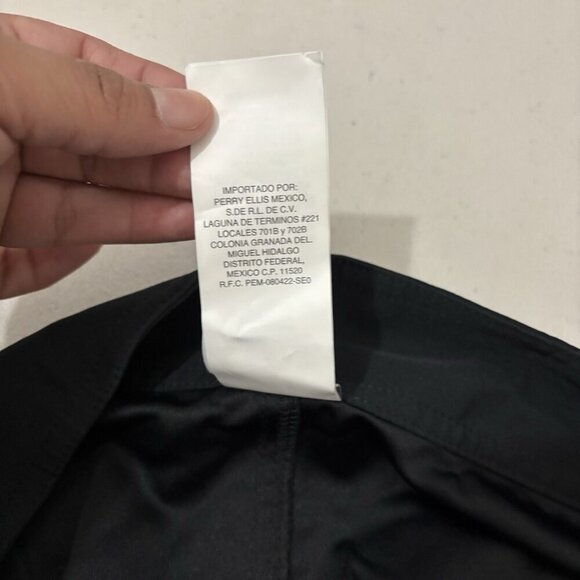 IMPORTADO POR:
PERRY ELLIS MEXICO,
S.DE R.L. DE C.V.
LAGUNA DE TERMINOS #221
LOCALES 701B y 702B
COLONIA GRANADA DEL.
MIGUEL HIDALGO
DISTRITO FEDERAL,
MEXICO C.P. 11520
R.F.C. PEM-080422-SE0